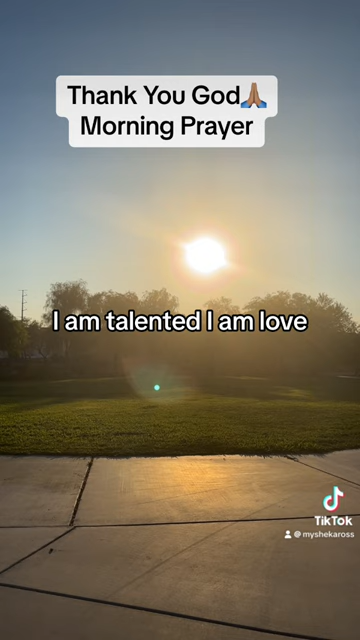 Thank You God🙏🏽
Morning Prayer
I am talented I am love
TikTok
@myshekaross